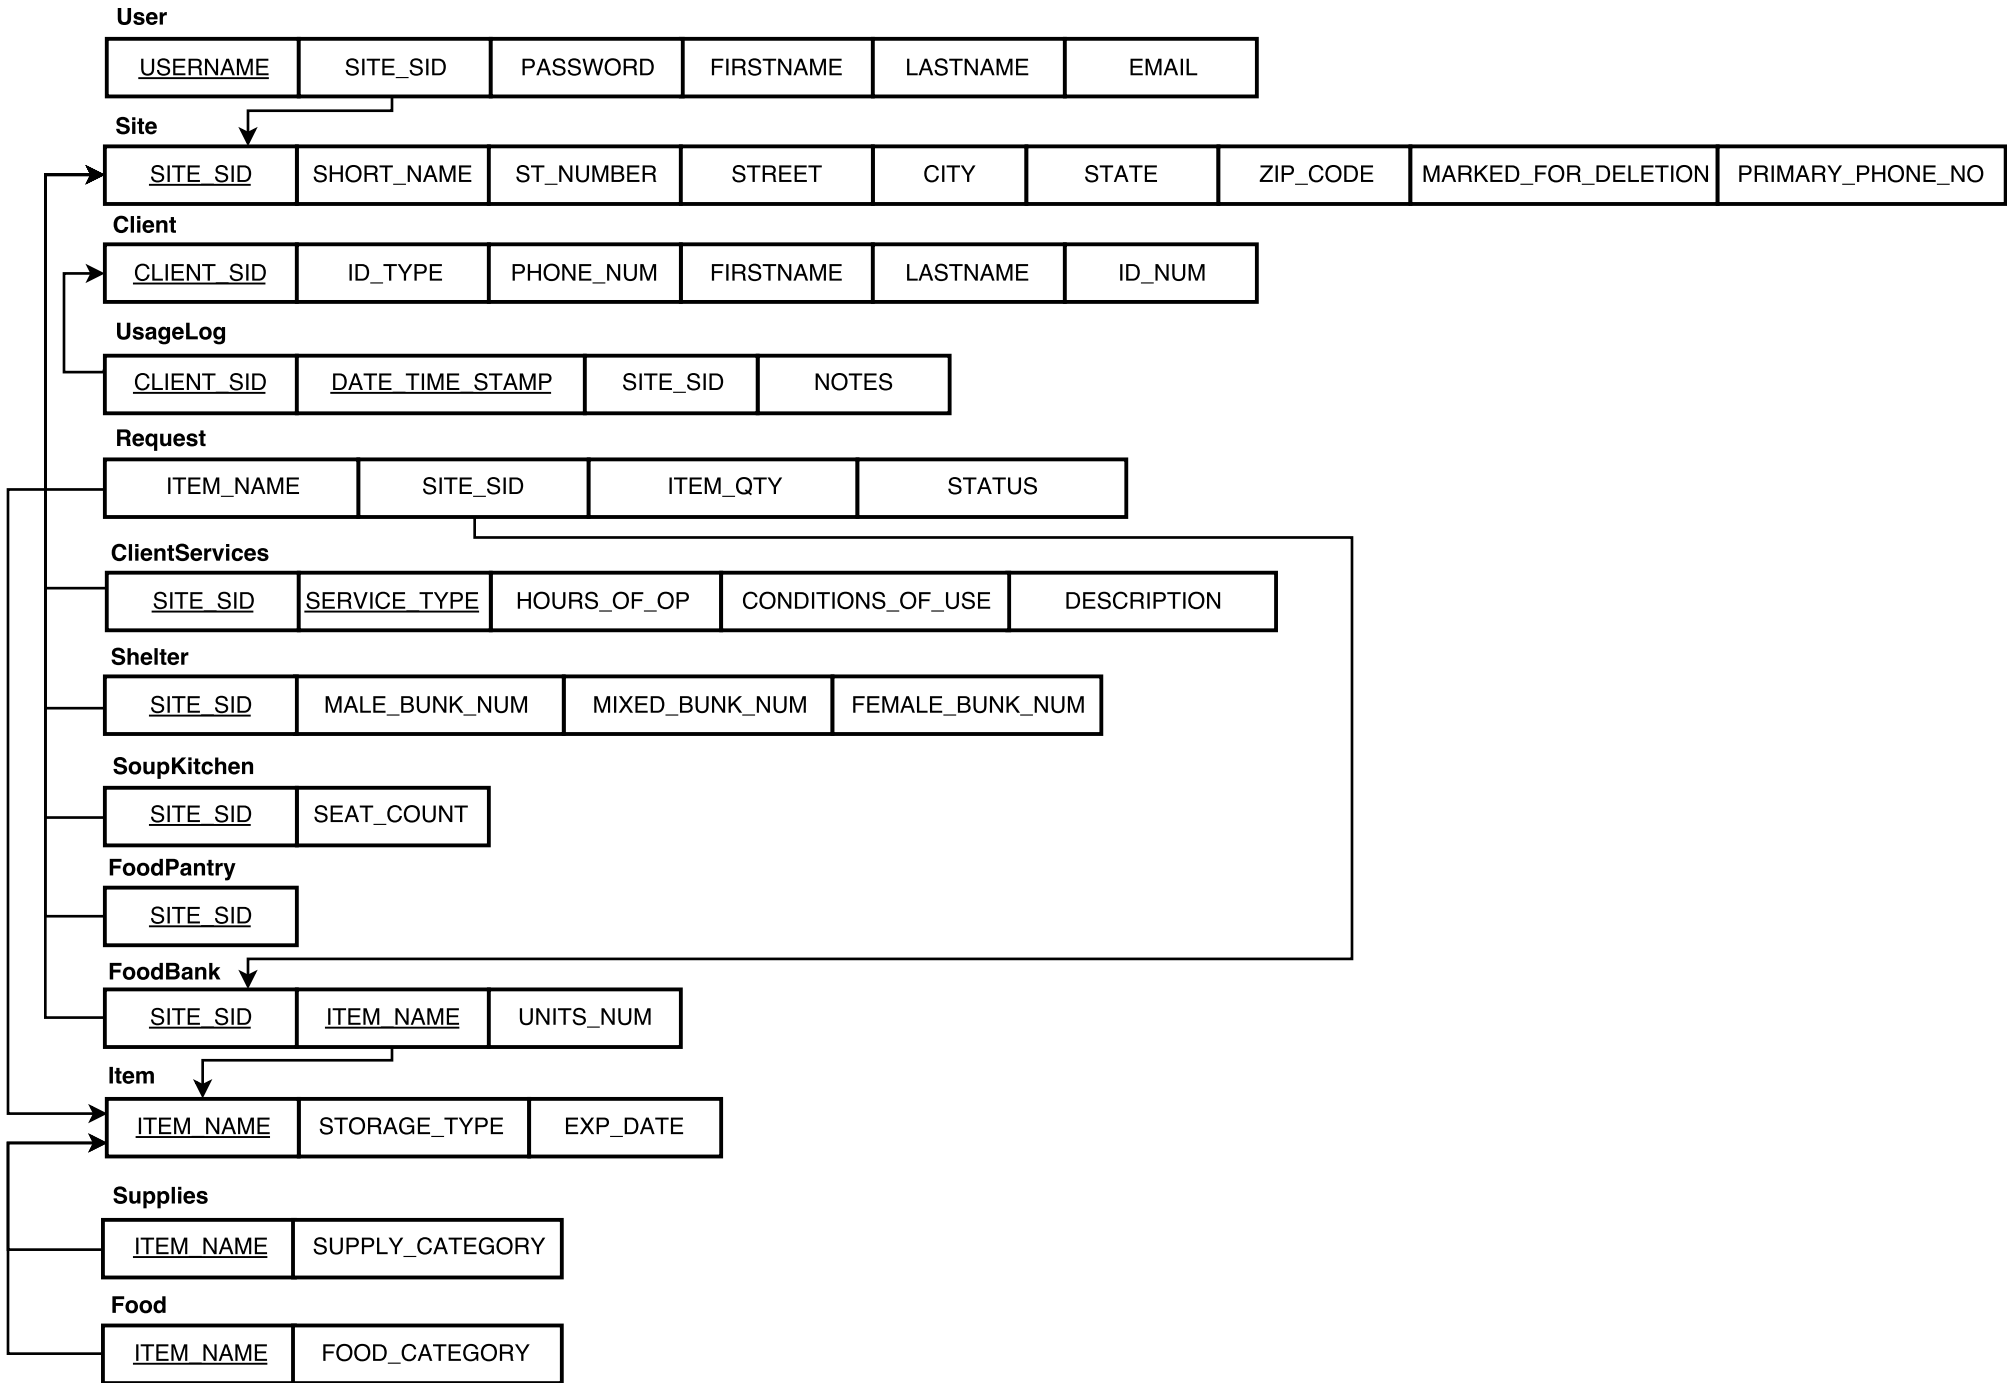 User
USERNAME SITE_SID PASSWORD FIRSTNAME LASTNAME EMAIL
Site
SITE_SID SHORT_NAME ST_NUMBER STREET CITY STATE ZIP_CODE MARKED_FOR_DELETION PRIMARY_PHONE_NO
Client
CLIENT_SID ID_TYPE PHONE_NUM FIRSTNAME LASTNAME ID_NUM
UsageLog
CLIENT_SID DATE_TIME_STAMP SITE_SID NOTES
Request
ITEM_NAME SITE_SID ITEM_QTY STATUS
ClientServices
SITE_SID SERVICE_TYPE HOURS_OF_OP CONDITIONS_OF_USE DESCRIPTION
Shelter
SITE_SID MALE_BUNK_NUM MIXED_BUNK_NUM FEMALE_BUNK_NUM
SoupKitchen
SITE_SID SEAT_COUNT
FoodPantry
SITE_SID
FoodBank
SITE_SID ITEM_NAME UNITS_NUM
Item
ITEM_NAME STORAGE_TYPE EXP_DATE
Supplies
ITEM_NAME SUPPLY_CATEGORY
Food
ITEM_NAME FOOD_CATEGORY